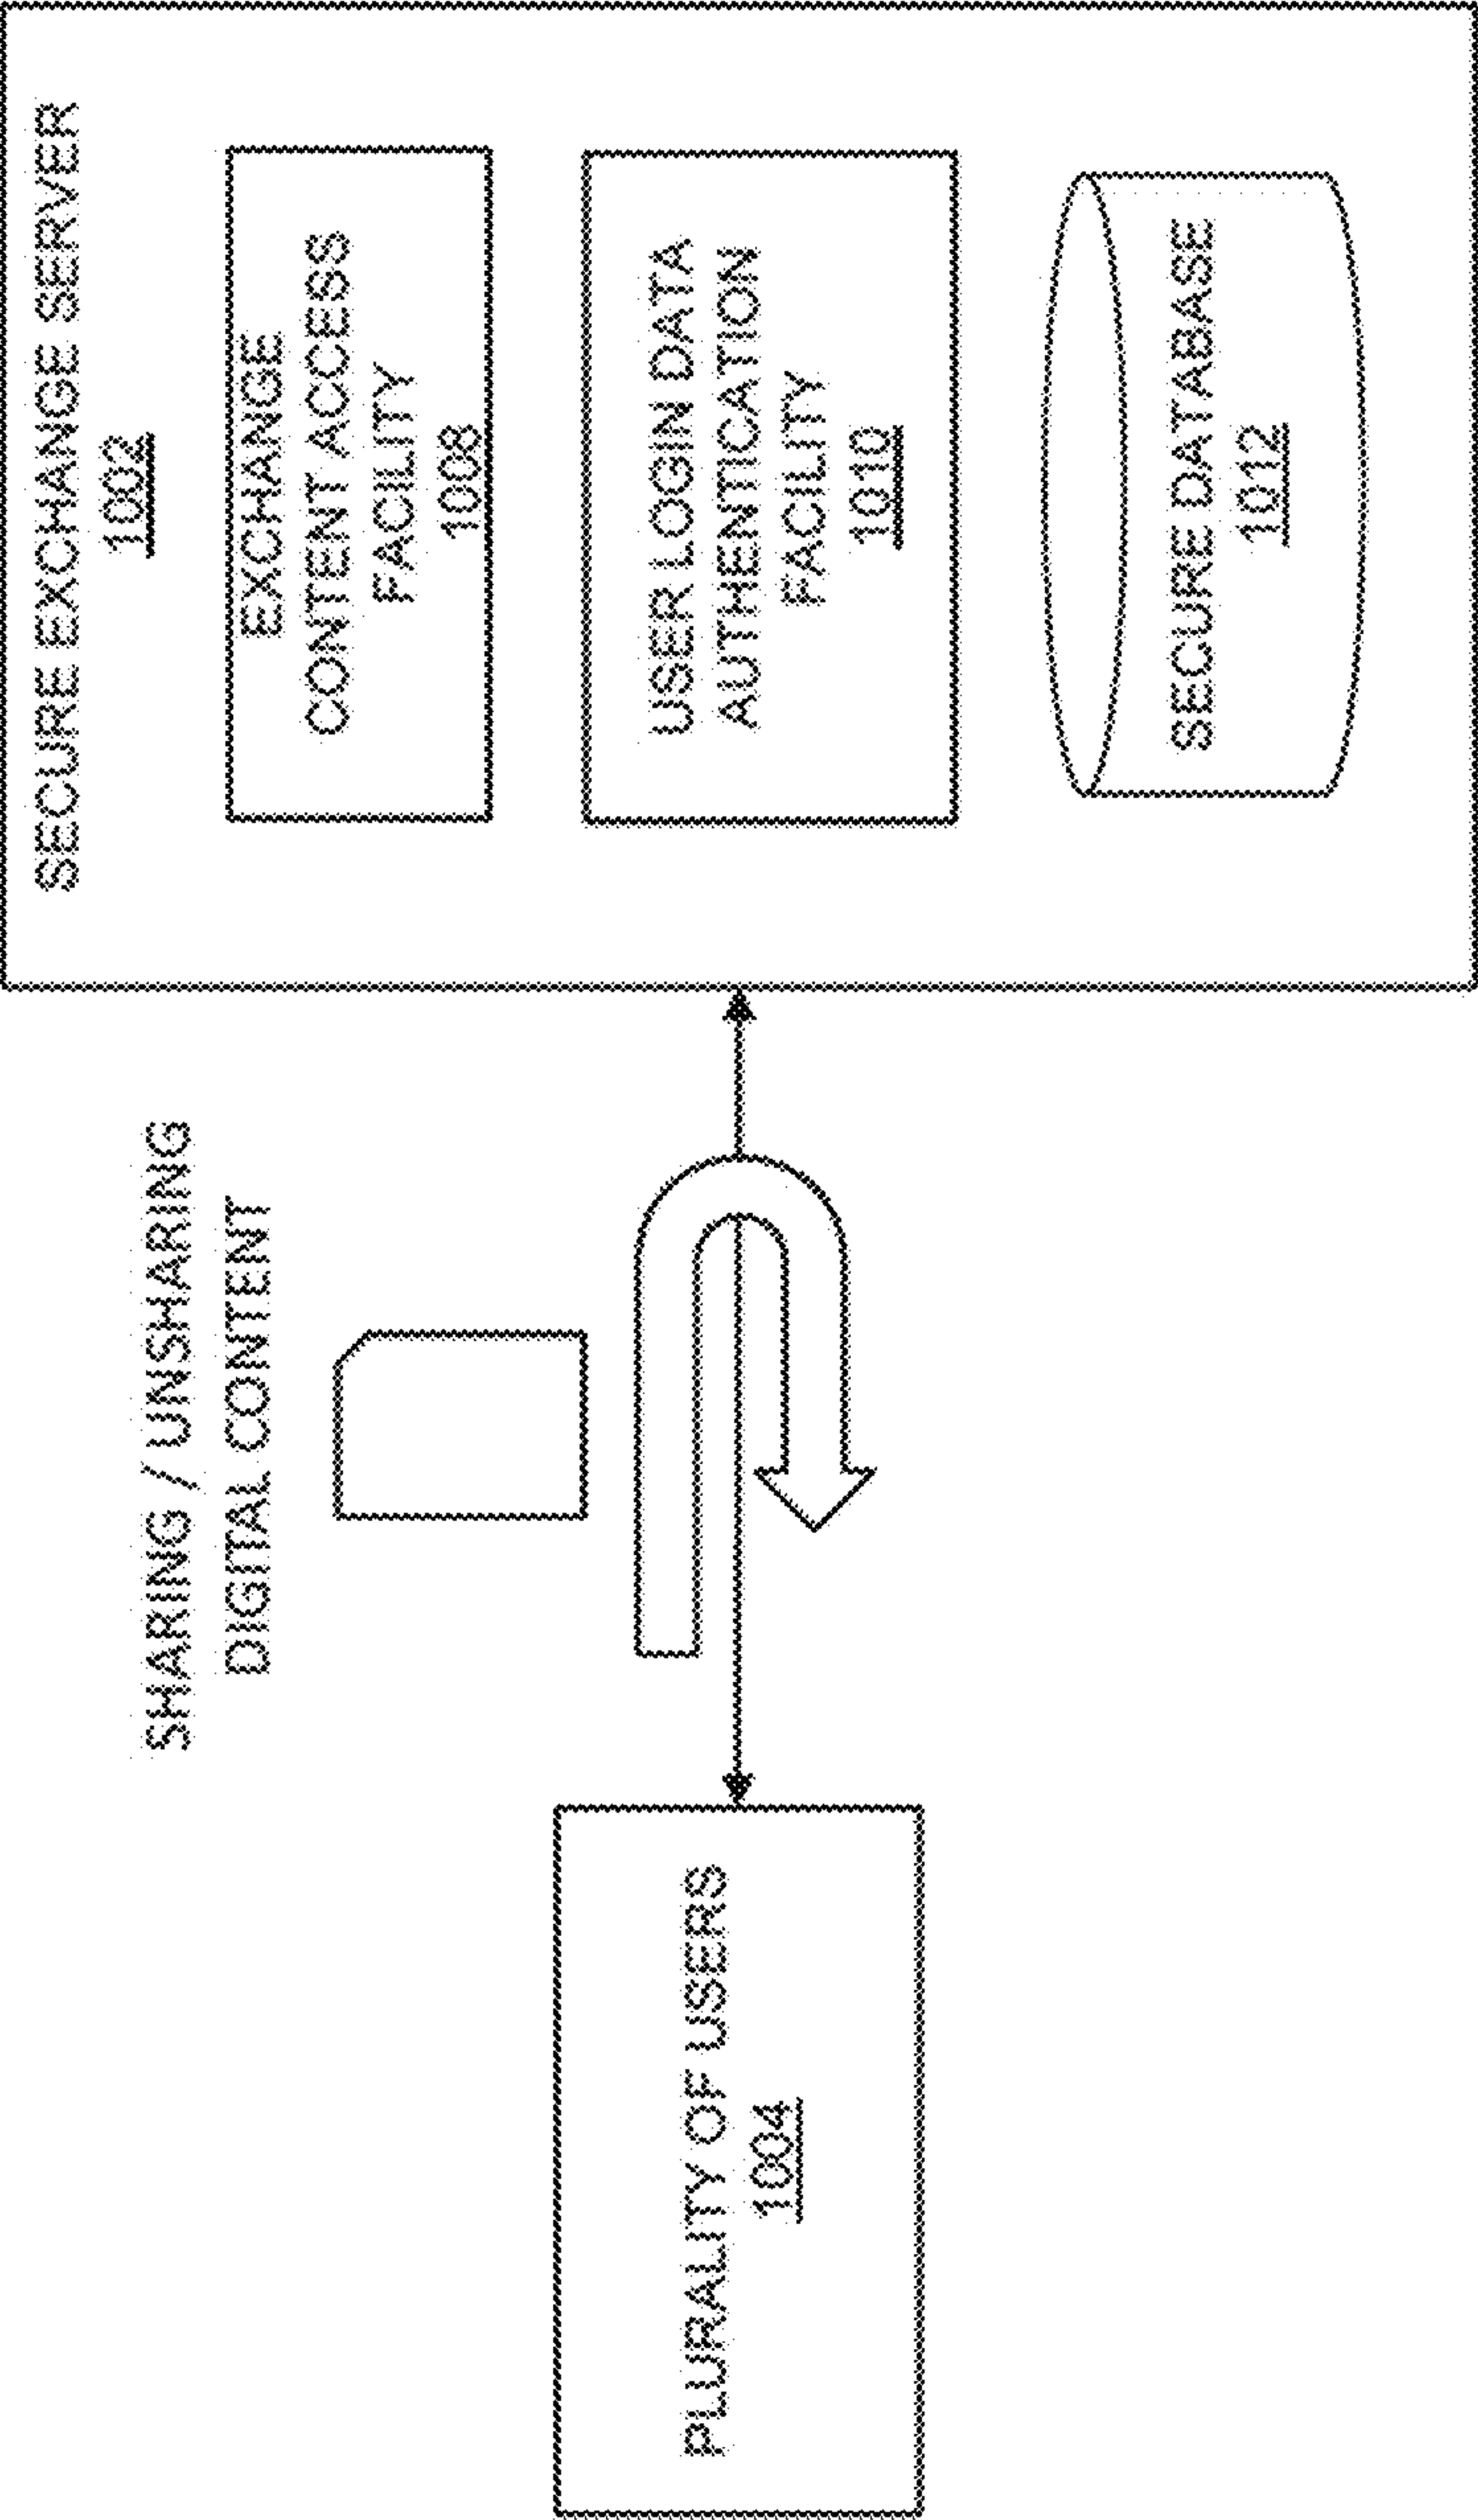 SECURE EXCHANGE SERVER
1002
EXCHANGE
CONTENT ACCESS
FACILITY
1008
USER LOGIN DATA
AUTHENTICATION
FACILITY
1010
SECURE DATABASE
1012
SHARING / UNSHARING
DIGITAL CONTENT
PLURALITY OF USERS
1004